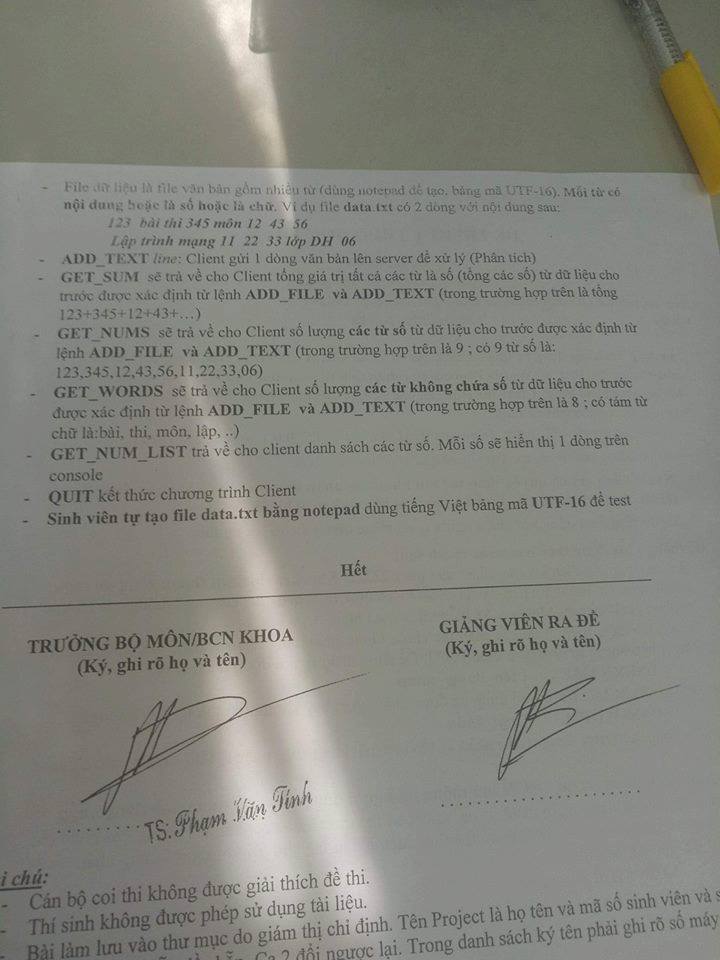 - File dữ liệu là file văn bản gồm nhiều từ (dùng notepad để tạo, bảng mã UTF-16). Mỗi từ có
nội dung hoặc là số hoặc là chữ. Ví dụ file data.txt có 2 dòng với nội dung sau:
123 bài thi 345 môn 12 43 56
Lập trình mạng 11 22 33 lớp DH 06
- ADD_TEXT line: Client gửi 1 dòng văn bản lên server để xử lý (Phân tích)
- GET_SUM sẽ trả về cho Client tổng giá trị tất cả các từ là số (tổng các số) từ dữ liệu cho
trước được xác định từ lệnh ADD_FILE và ADD_TEXT (trong trường hợp trên là tổng
123+345+12+43+...)
- GET_NUMS sẽ trả về cho Client số lượng các từ số từ dữ liệu cho trước được xác định từ
lệnh ADD_FILE và ADD_TEXT (trong trường hợp trên là 9 ; có 9 từ số là:
123,345,12,43,56,11,22,33,06)
- GET_WORDS sẽ trả về cho Client số lượng các từ không chứa số từ dữ liệu cho trước
được xác định từ lệnh ADD_FILE và ADD_TEXT (trong trường hợp trên là 8 ; có tám từ
chữ là:bài, thi, môn, lập, ..)
- GET_NUM_LIST trả về cho client danh sách các từ số. Mỗi số sẽ hiển thị 1 dòng trên
console
- QUIT kết thức chương trình Client
- Sinh viên tự tạo file data.txt bằng notepad dùng tiếng Việt bảng mã UTF-16 để test
Hết
TRƯỞNG BỘ MÔN/BCN KHOA
(Ký, ghi rõ họ và tên)
GIẢNG VIÊN RA ĐỀ
(Ký, ghi rõ họ và tên)
TS: Phạm Văn Tính
i chú:
- Cán bộ coi thi không được giải thích đề thi.
- Thí sinh không được phép sử dụng tài liệu.
- Bài làm lưu vào thư mục do giám thị chỉ định. Tên Project là họ tên và mã số sinh viên và s
Ca 2 đổi ngược lại. Trong danh sách ký tên phải ghi rõ số máy